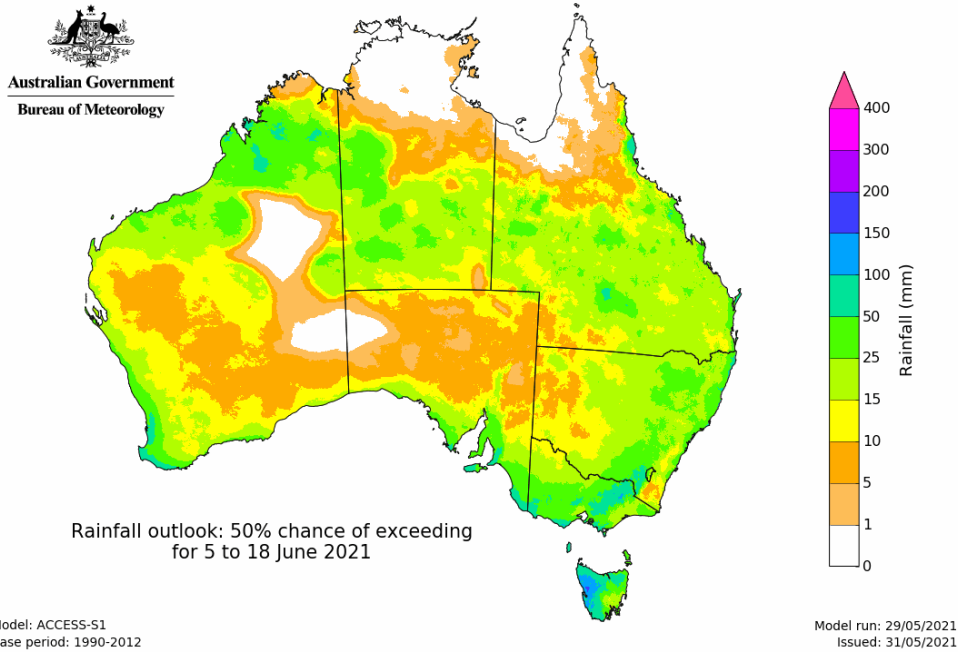 Australian Government
Bureau of Meteorology
400
300
200
150
100
50
25
15
10
5
1
0
Rainfall (mm)
Rainfall outlook: 50% chance of exceeding
for 5 to 18 June 2021
odel: ACCESS-S1
ase period: 1990-2012
Model run: 29/05/2021
Issued: 31/05/2021